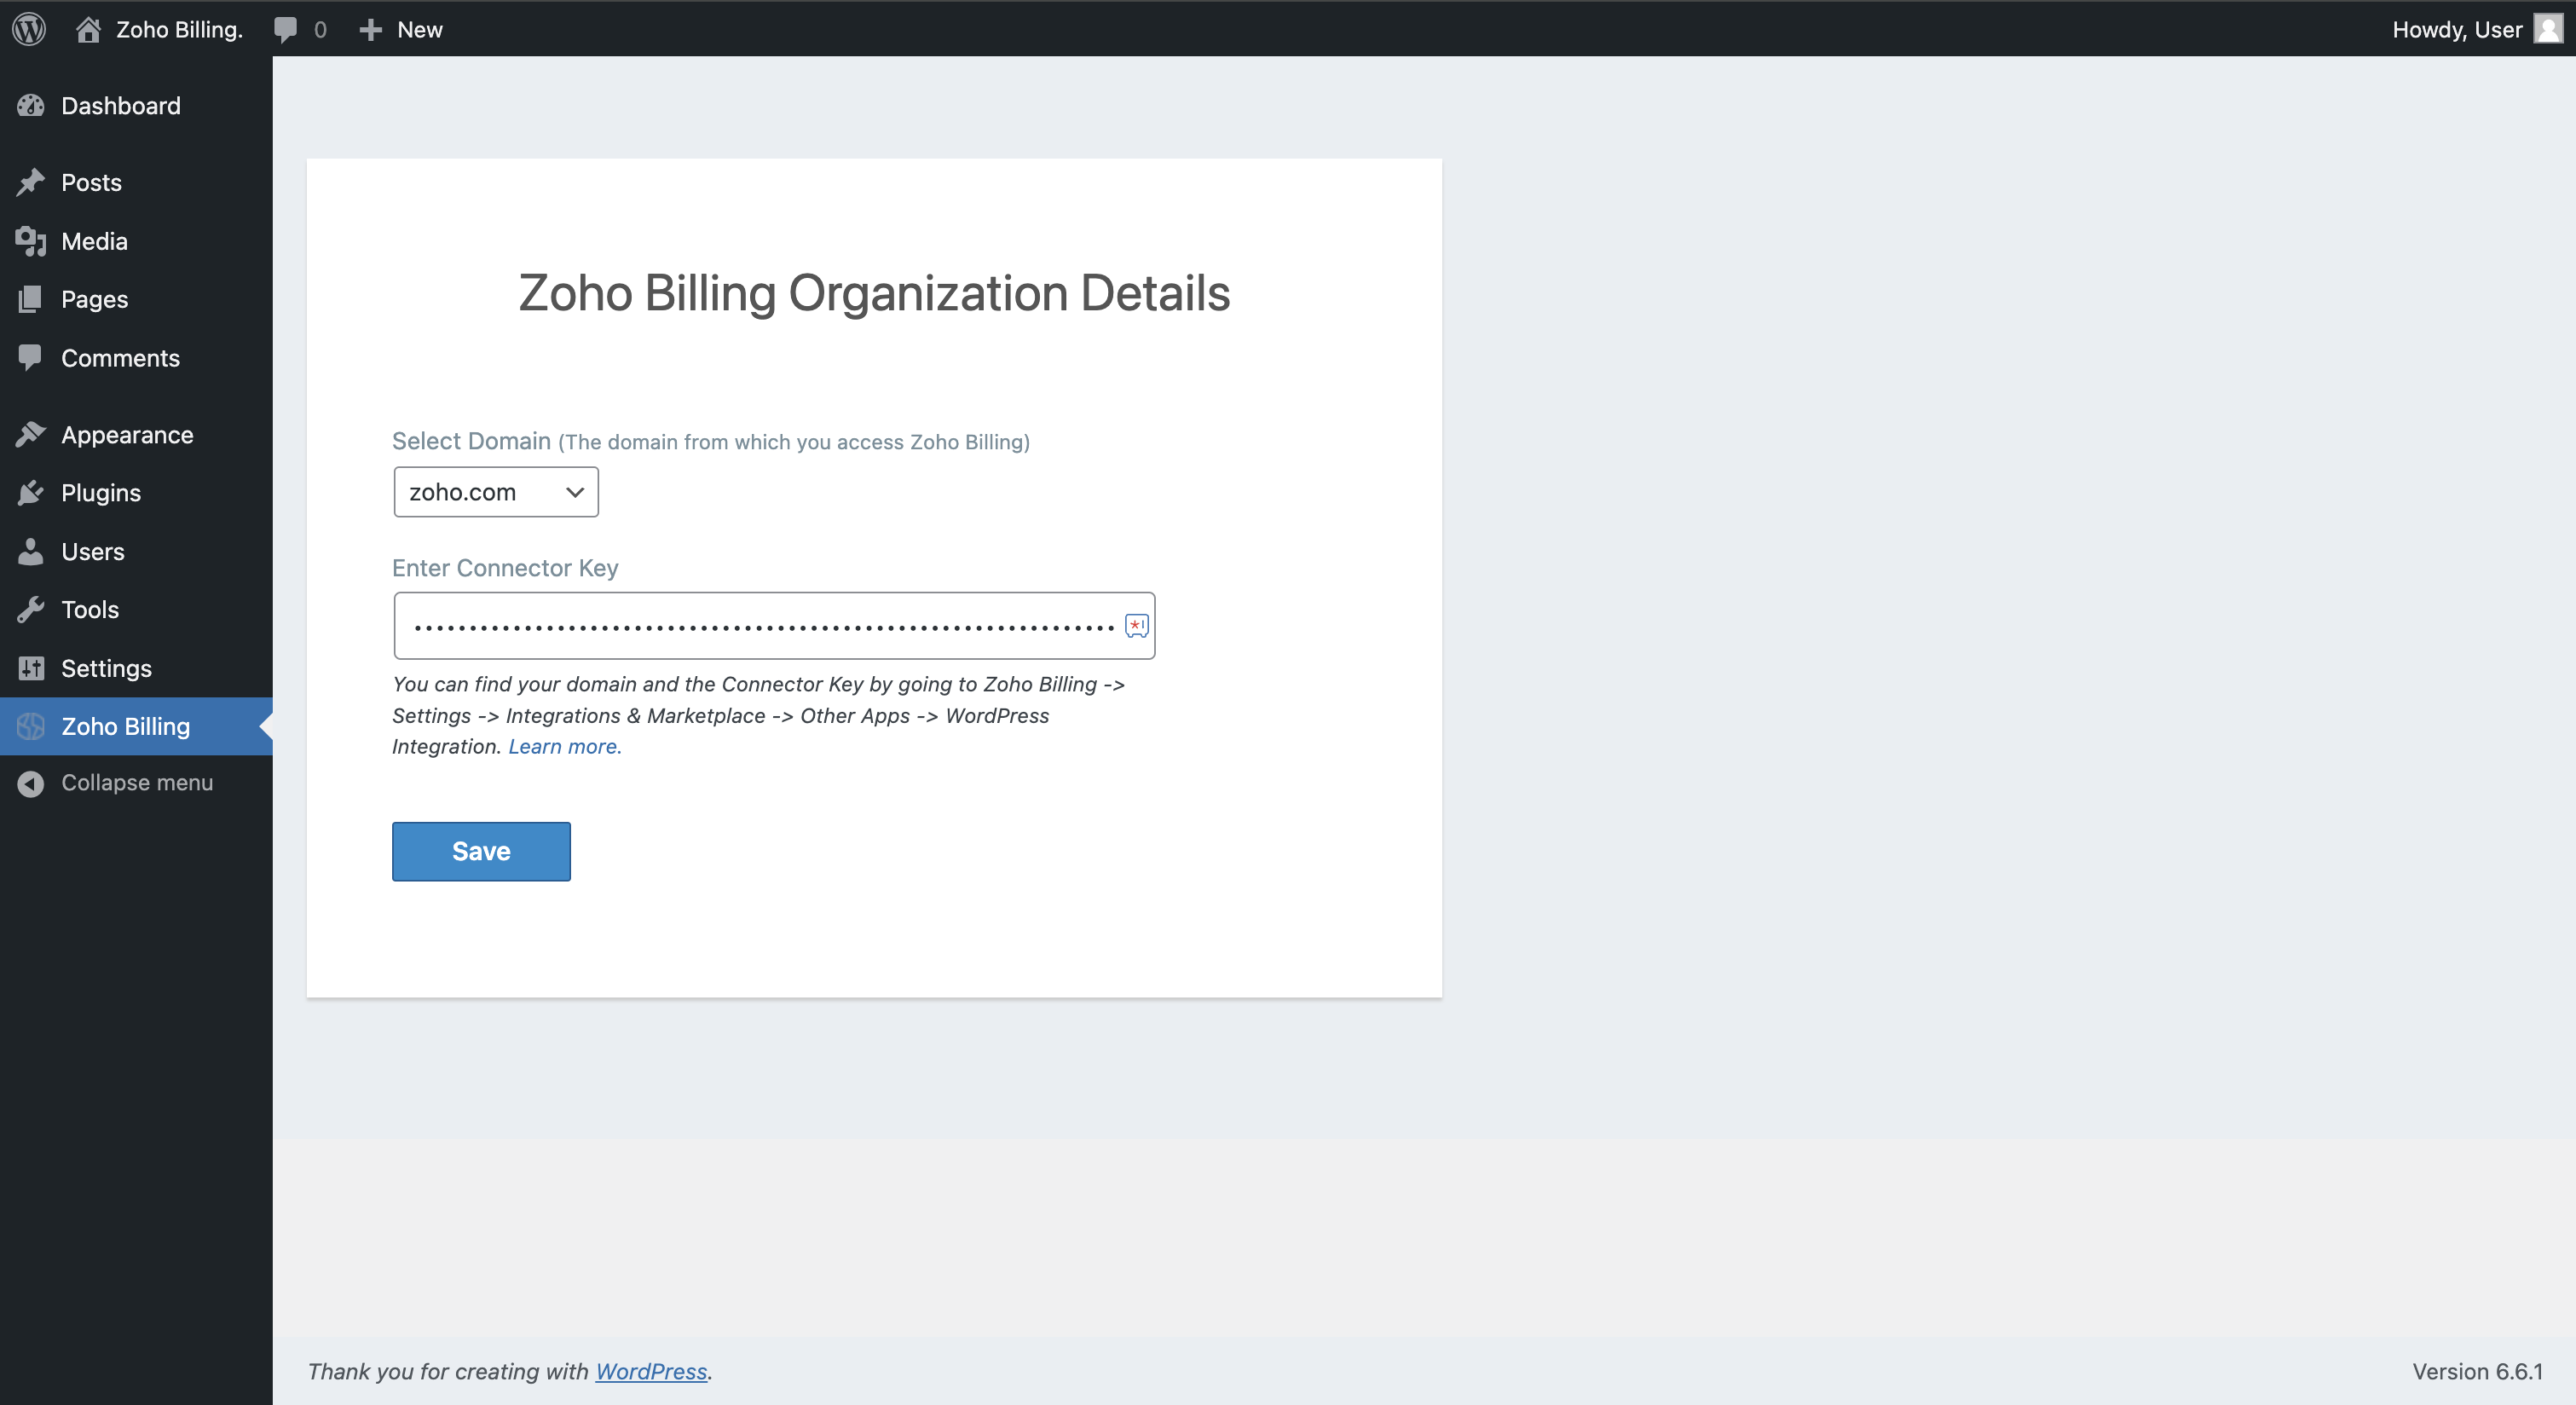 Zoho Billing.
0
New
Howdy, User
Dashboard
Posts
Media
Pages
Comments
Appearance
Plugins
Users
Tools
Settings
Zoho Billing
Collapse menu
Zoho Billing Organization Details
Select Domain (The domain from which you access Zoho Billing)
zoho.com
Enter Connector Key
You can find your domain and the Connector Key by going to Zoho Billing ->
Settings -> Integrations & Marketplace -> Other Apps -> WordPress
Integration. Learn more.
Save
Thank you for creating with WordPress.
Version 6.6.1